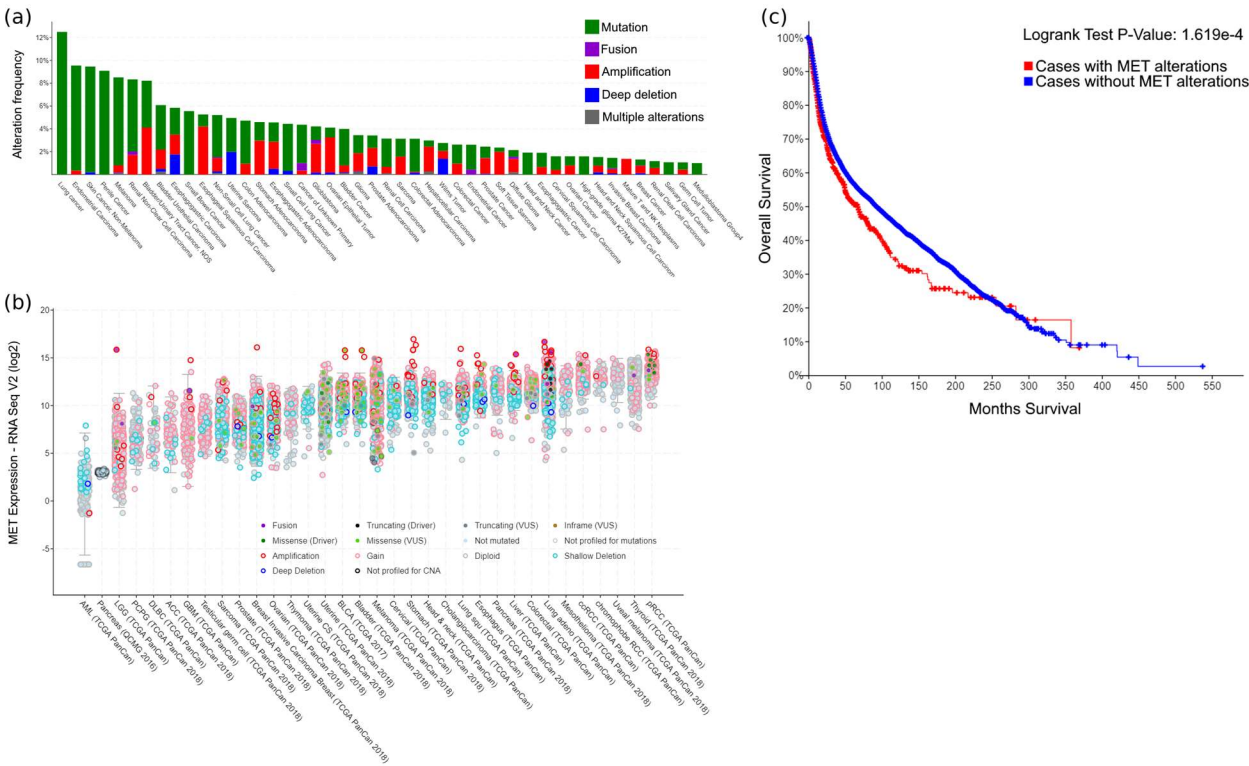 (a)
Alteration frequency
12%
10%
8%
6%
4%
2%
Mutation
Fusion
Amplification
Deep deletion
Multiple alterations
Lung cancer
Endometrial Carcinoma
Skin Cancer, Non-Melanoma
Penile Cancer
Melanoma
Renal Non-Clear Cell Carcinoma
Bladder/Urinary Tract Cancer, NOS
Bladder Urothelial Carcinoma
Esophagogastric Carcinoma
Small Bowel Cancer
Esophageal Squamous Cell Carcinoma
Non-Small Cell Lung Cancer
Uterine Sarcoma
Colon Adenocarcinoma
Stomach Adenocarcinoma
Esophagogastric Adenocarcinoma
Small Cell Lung Cancer
Cancer of Unknown Primary
Glioblastoma
Ovarian Epithelial Tumor
Bladder Cancer
Glioma
Prostate Adenocarcinoma
Renal Cell Carcinoma
Sarcoma
Colorectal Adenocarcinoma
Hepatocellular Carcinoma
Wilms Tumor
Colorectal Cancer
Endometrial Cancer
Prostate Cancer
Soft Tissue Sarcoma
Diffuse Glioma
Head and Neck Cancer
Esophagogastric Cancer
Cervical Squamous Cell Carcinoma
Ovarian Cancer
High-grade glioma K27Mut
Head and Neck Squamous Cell Carcinom
Invasive Breast Carcinoma
Mature T and NK Neoplasms
Breast Cancer
Renal Clear Cell Carcinoma
Salivary Gland Cancer
Germ Cell Tumor
Medulloblastoma Group4
(b)
MET Expression - RNA Seq V2 (log2)
20
15
10
5
0
-5
Fusion
Truncating (Driver)
Truncating (VUS)
Inframe (VUS)
Missense (Driver)
Missense (VUS)
Not mutated
Not profiled for mutations
Amplification
Gain
Diploid
Shallow Deletion
Deep Deletion
Not profiled for CNA
AML (TCGA PanCan)
Pancreas (QCMG 2016)
LGG (TCGA PanCan)
PCPG (TCGA PanCan 2018)
DLBC (TCGA PanCan)
ACC (TCGA PanCan 2018)
GBM (TCGA PanCan)
Testicular germ cell (TCGA PanCan 2018)
Sarcoma (TCGA PanCan 2018)
Prostate (TCGA PanCan 2018)
Breast Invasive Carcinoma Breast (TCGA PanCan 2018)
Ovarian (TCGA PanCan 2018)
Thymoma (TCGA PanCan 2018)
Uterine CS (TCGA PanCan)
Uterine (TCGA PanCan 2018)
BLCA (TCGA 2017)
Bladder (TCGA PanCan 2018)
Melanoma (TCGA PanCan 2018)
Cervical (TCGA PanCan)
Stomach (TCGA PanCan 2018)
Head & neck (TCGA PanCan)
Cholangiocarcinoma (TCGA PanCan)
Lung squ (TCGA PanCan)
Esophagus (TCGA PanCan 2018)
Pancreas (TCGA PanCan 2018)
Liver (TCGA PanCan)
Colorectal (TCGA PanCan)
Lung adeno (TCGA PanCan)
Mesothelioma (TCGA PanCan 2018)
ccRCC (TCGA PanCan)
chromophobe RCC (TCGA PanCan)
Uveal melanoma (TCGA PanCan)
Thyroid (TCGA PanCan 2018)
pRCC (TCGA PanCan)
(c)
Logrank Test P-Value: 1.619e-4
Cases with MET alterations
Cases without MET alterations
Overall Survival
100%
90%
80%
70%
60%
50%
40%
30%
20%
10%
0%
0 50 100 150 200 250 300 350 400 450 500 550
Months Survival